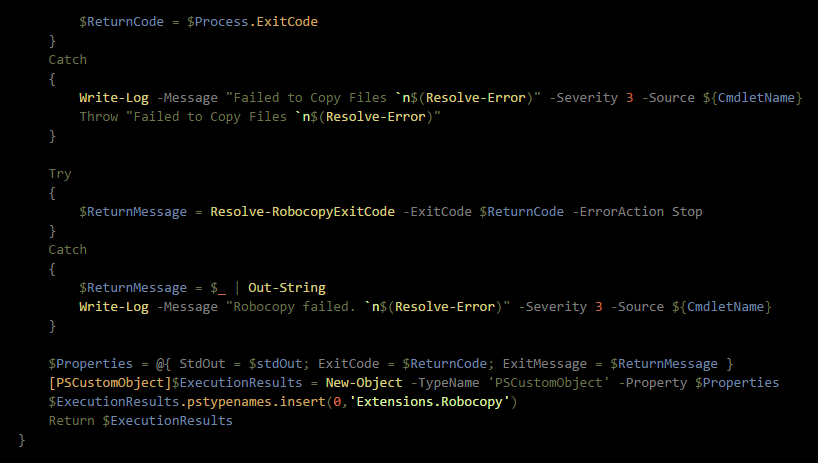 $ReturnCode = $Process.ExitCode
}
Catch
{
Write-Log -Message "Failed to Copy Files `n$(Resolve-Error)" -Severity 3 -Source ${CmdletName}
Throw "Failed to Copy Files `n$(Resolve-Error)"
}
Try
{
$ReturnMessage = Resolve-RobocopyExitCode -ExitCode $ReturnCode -ErrorAction Stop
}
Catch
{
$ReturnMessage = $_ | Out-String
Write-Log -Message "Robocopy failed. `n$(Resolve-Error)" -Severity 3 -Source ${CmdletName}
}
$Properties = @{ StdOut = $stdOut; ExitCode = $ReturnCode; ExitMessage = $ReturnMessage }
[PSCustomObject]$ExecutionResults = New-Object -TypeName 'PSCustomObject' -Property $Properties
$ExecutionResults.pstypenames.insert(0,'Extensions.Robocopy')
Return $ExecutionResults
}